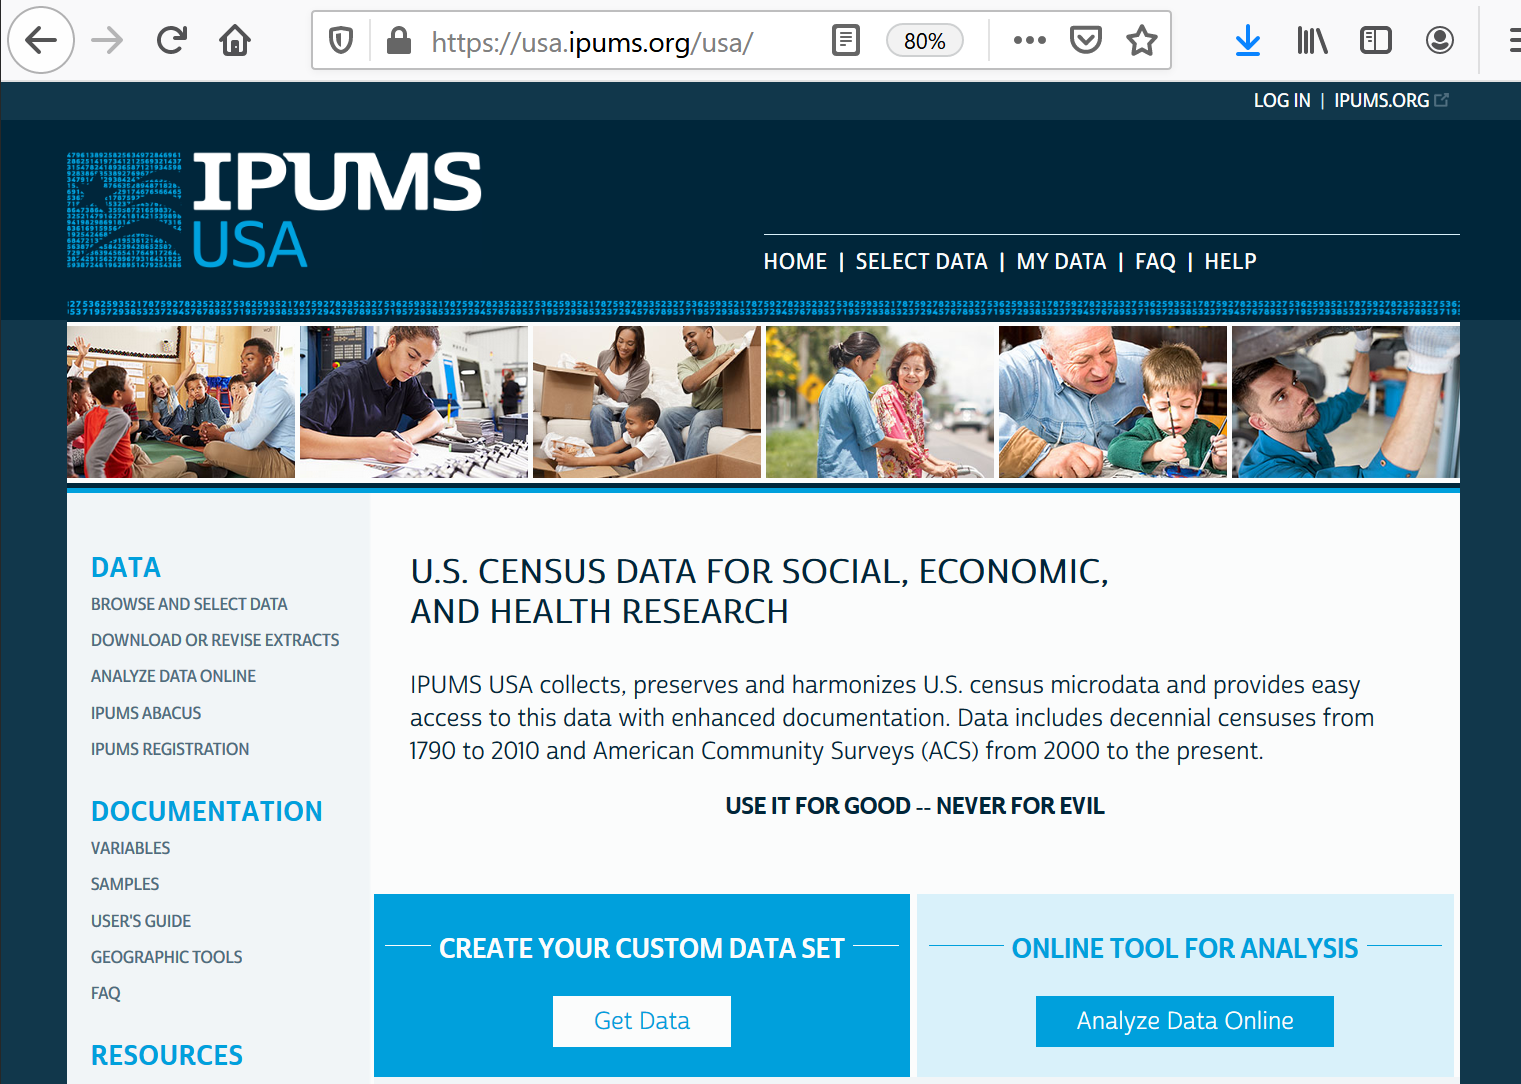 https://usa.ipums.org/usa/
80%
LOG IN | IPUMS.ORG
IPUMS
USA
HOME | SELECT DATA | MY DATA | FAQ | HELP
DATA
BROWSE AND SELECT DATA
DOWNLOAD OR REVISE EXTRACTS
ANALYZE DATA ONLINE
IPUMS ABACUS
IPUMS REGISTRATION
DOCUMENTATION
VARIABLES
SAMPLES
USER'S GUIDE
GEOGRAPHIC TOOLS
FAQ
RESOURCES
U.S. CENSUS DATA FOR SOCIAL, ECONOMIC,
AND HEALTH RESEARCH
IPUMS USA collects, preserves and harmonizes U.S. census microdata and provides easy
access to this data with enhanced documentation. Data includes decennial censuses from
1790 to 2010 and American Community Surveys (ACS) from 2000 to the present.
USE IT FOR GOOD -- NEVER FOR EVIL
CREATE YOUR CUSTOM DATA SET
Get Data
ONLINE TOOL FOR ANALYSIS
Analyze Data Online